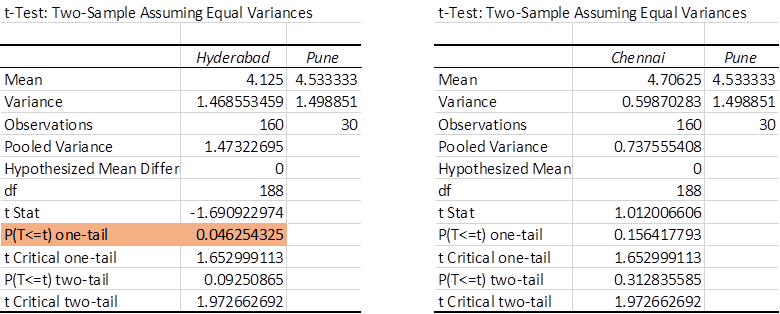 t-Test: Two-Sample Assuming Equal Variances
Hyderabad Pune
Mean 4.125 4.533333
Variance 1.468553459 1.498851
Observations 160 30
Pooled Variance 1.47322695
Hypothesized Mean Differ 0
df 188
t Stat -1.690922974
P(T<=t) one-tail 0.046254325
t Critical one-tail 1.652999113
P(T<=t) two-tail 0.09250865
t Critical two-tail 1.972662692
t-Test: Two-Sample Assuming Equal Variances
Chennai Pune
Mean 4.70625 4.533333
Variance 0.59870283 1.498851
Observations 160 30
Pooled Variance 0.737555408
Hypothesized Mean 0
df 188
t Stat 1.012006606
P(T<=t) one-tail 0.156417793
t Critical one-tail 1.652999113
P(T<=t) two-tail 0.312835585
t Critical two-tail 1.972662692